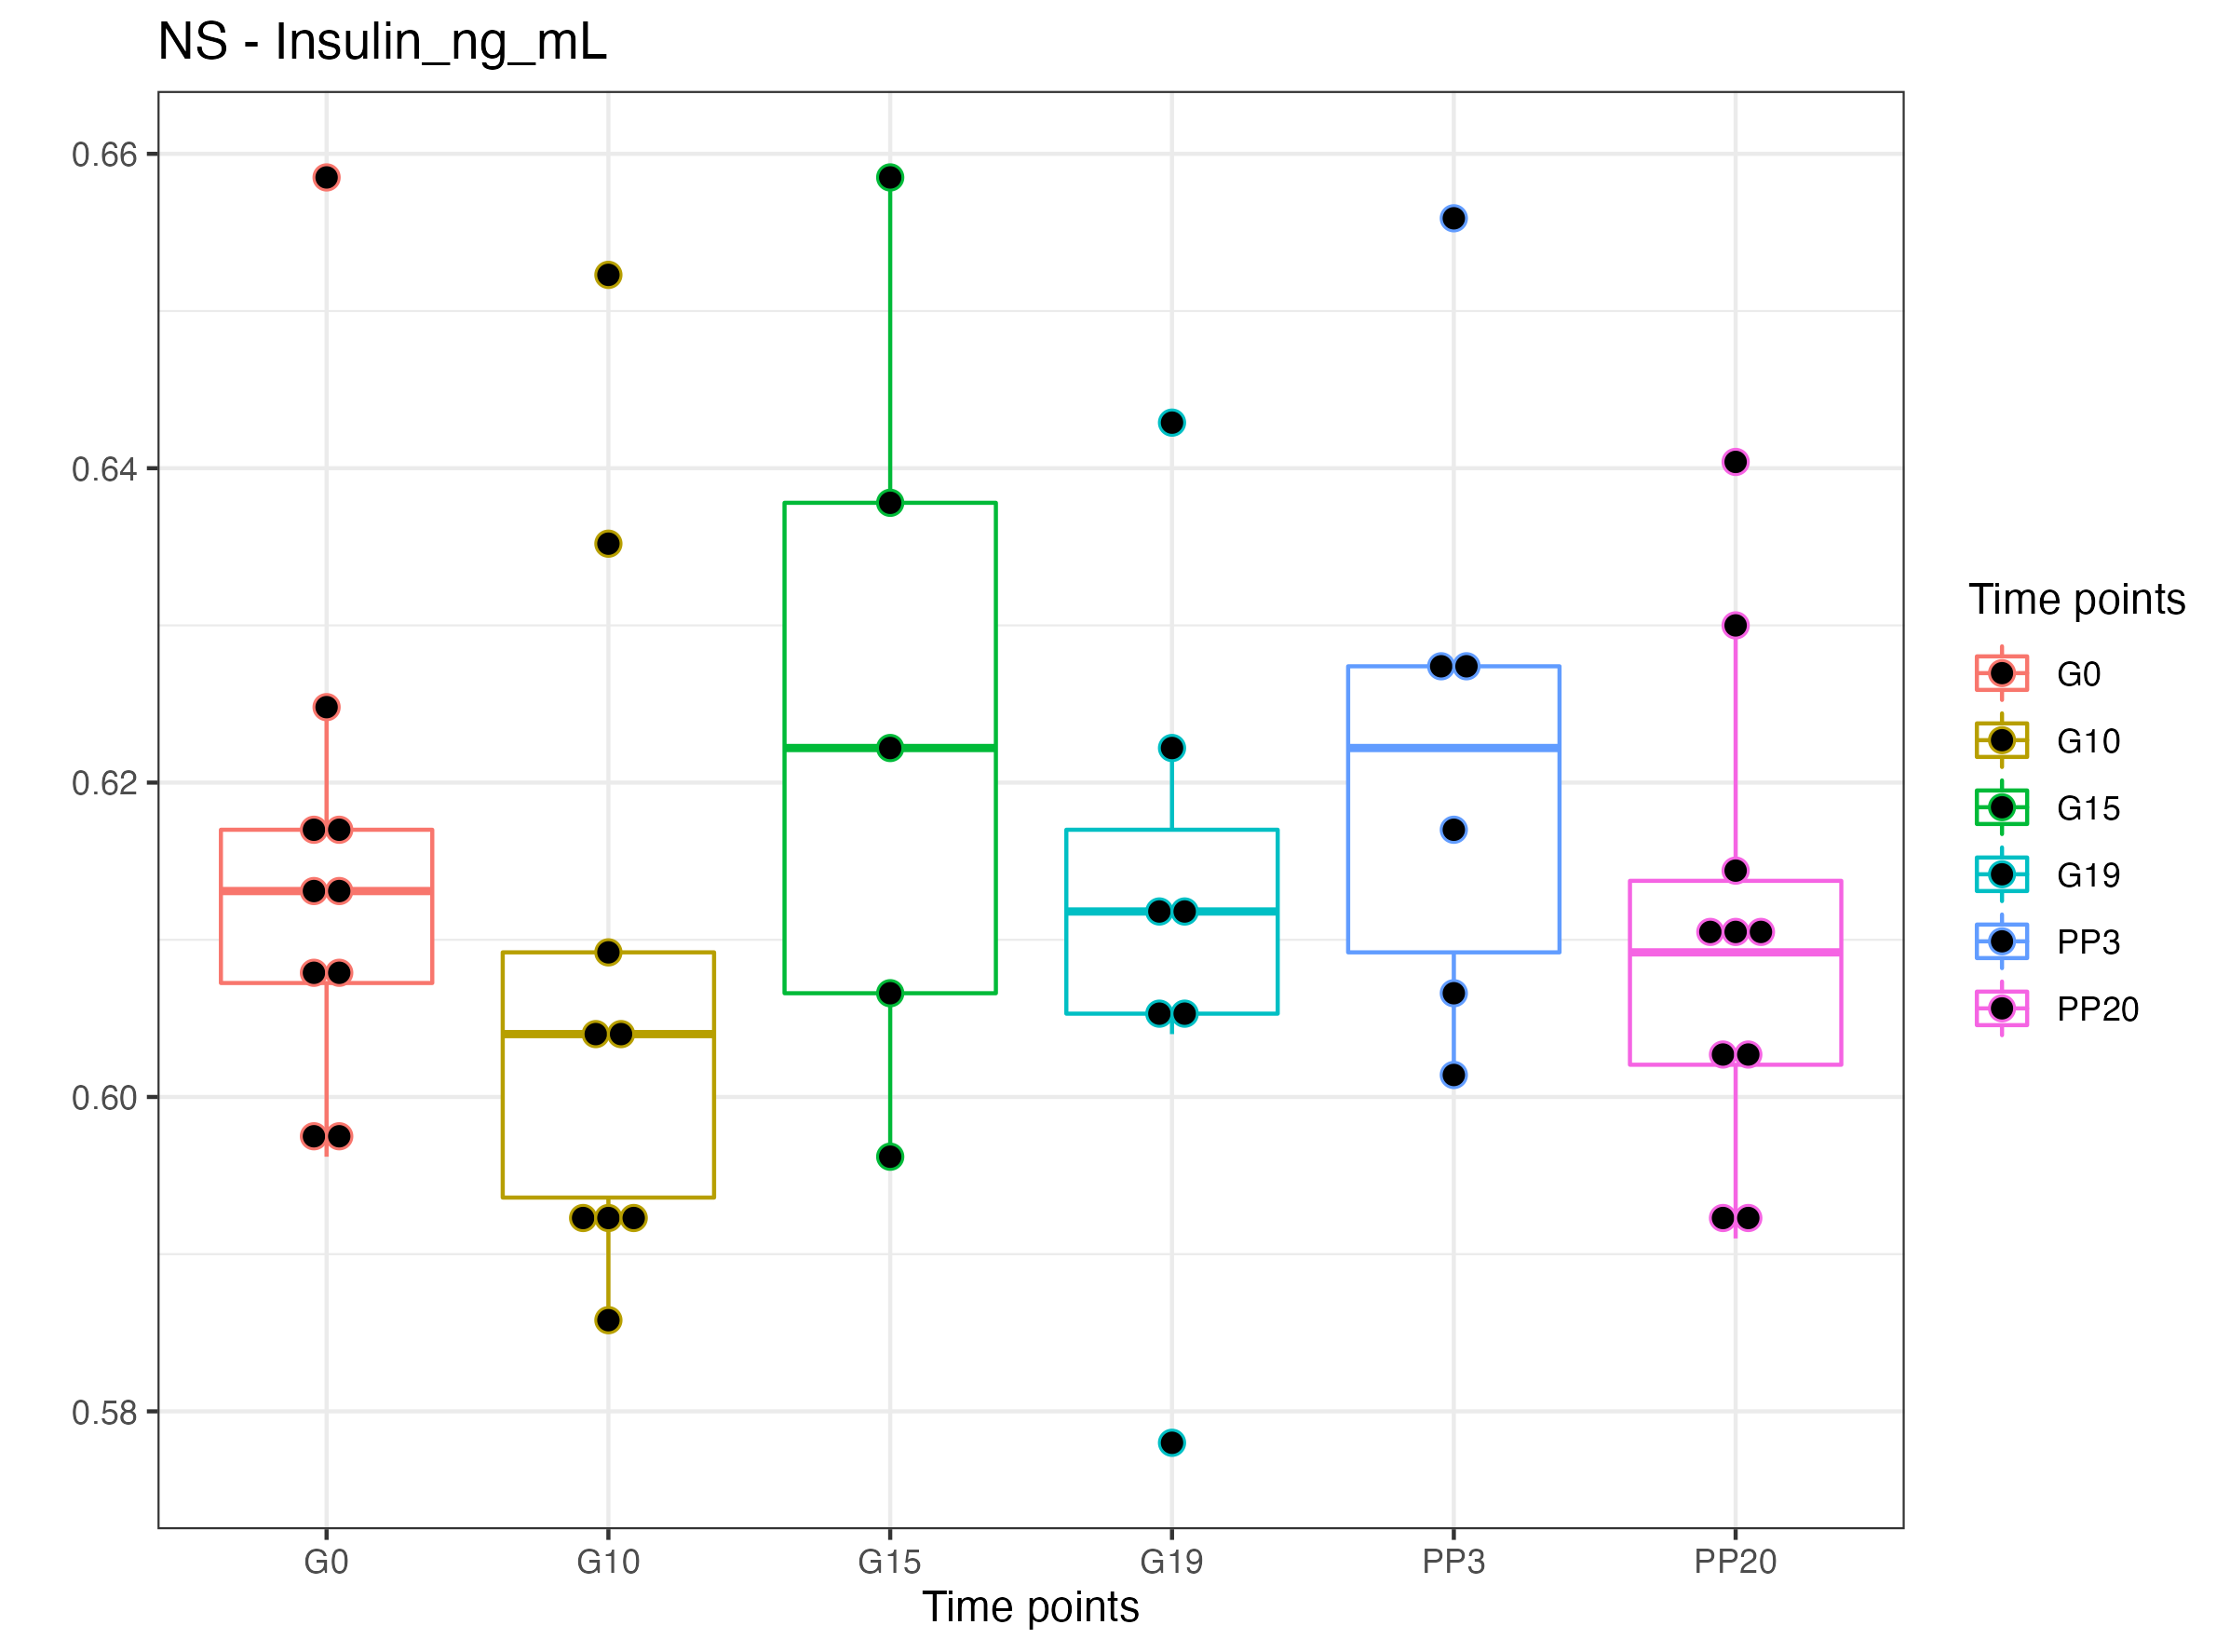 NS - Insulin_ng_mL
0.66
0.64
0.62
0.60
0.58
G0 G10 G15 G19 PP3 PP20
Time points
Time points
G0
G10
G15
G19
PP3
PP20